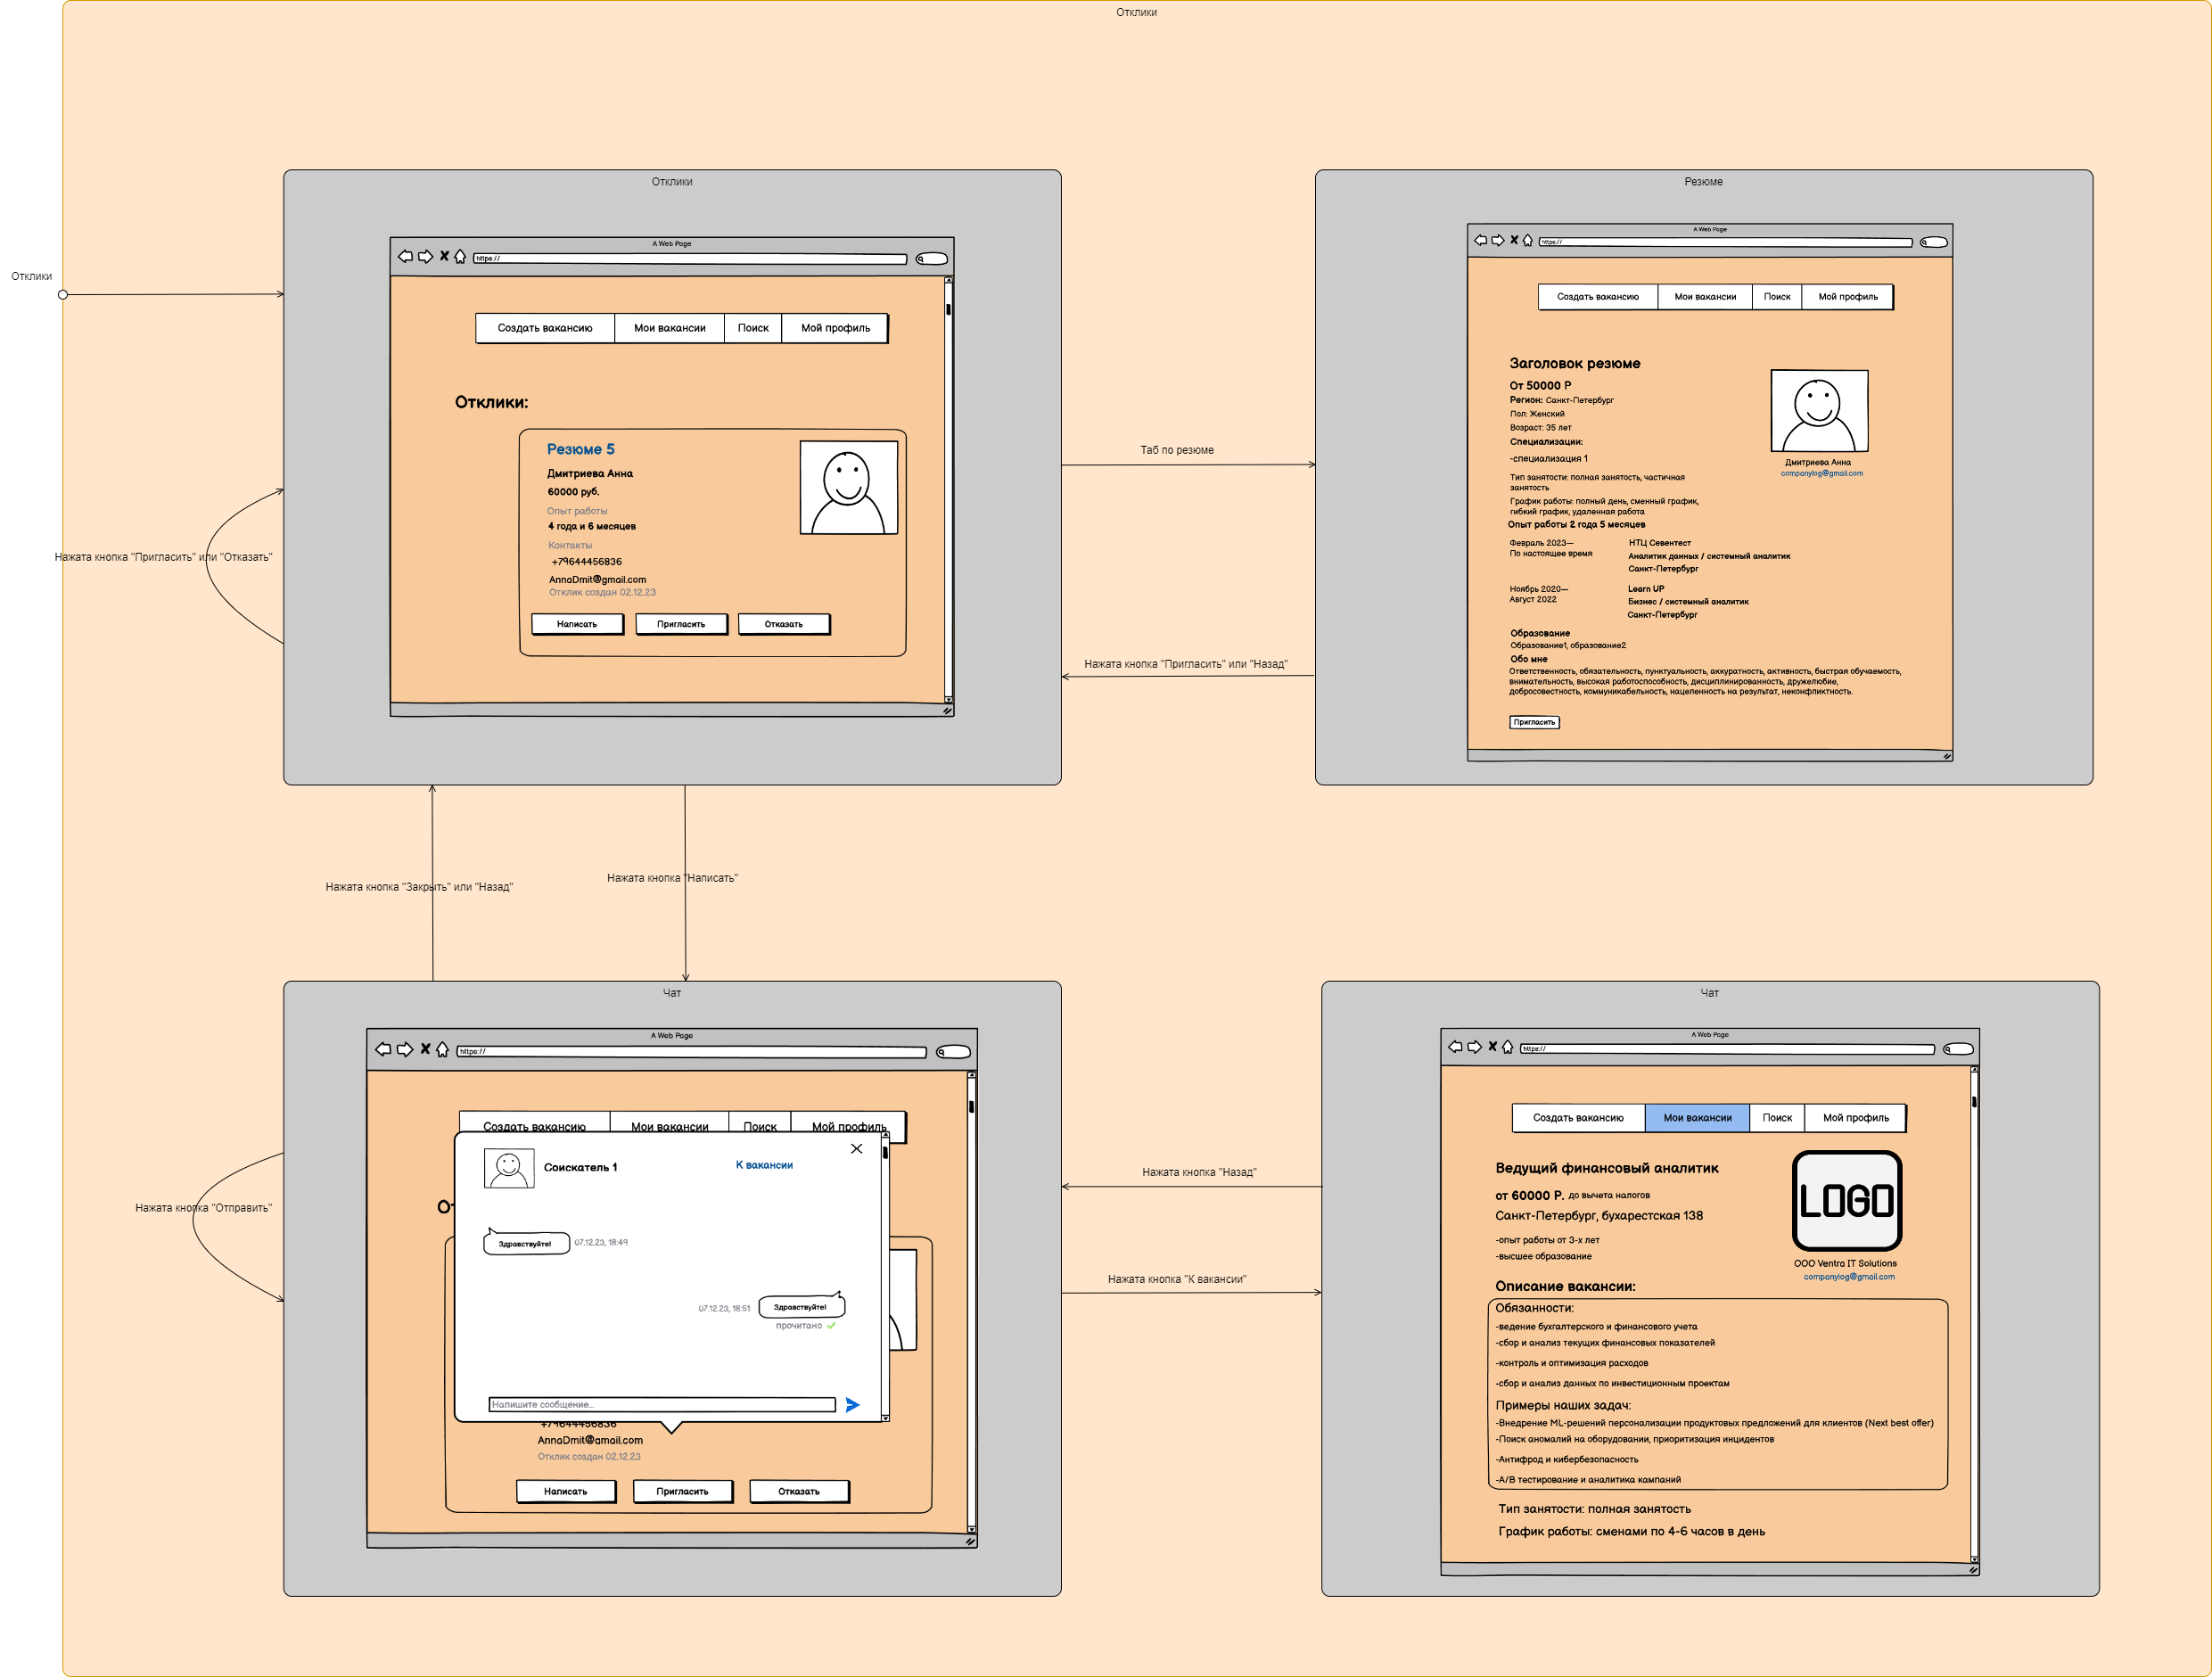 Отклики
Отклики
Отклики
A Web Page
https://
Создать вакансию
Мои вакансии
Поиск
Мой профиль
Отклики:
Резюме 5
Дмитриева Анна
60000 руб.
Опыт работы
4 года и 6 месяцев
Контакты
+79644456836
AnnaDmit@gmail.com
Отклик создан 02.12.23
Написать
Пригласить
Отказать
Нажата кнопка "Пригласить" или "Отказать"
Таб по резюме
Нажата кнопка "Пригласить" или "Назад"
Резюме
A Web Page
https://
Создать вакансию
Мои вакансии
Поиск
Мой профиль
Заголовок резюме
От 50000 Р
Регион: Санкт-Петербург
Пол: Женский
Возраст: 35 лет
Специализации:
-специализация 1
Дмитриева Анна
companylog@gmail.com
Тип занятости: полная занятость, частичная
занятость
График работы: полный день, сменный график,
гибкий график, удаленная работа
Опыт работы 2 года 5 месяцев
Февраль 2023—
По настоящее время
НТЦ Севентест
Аналитик данных / системный аналитик
Санкт-Петербург
Ноябрь 2020—
Август 2022
Learn UP
Бизнес / системный аналитик
Санкт-Петербург
Образование
Образование1, образование2
Обо мне
Ответственность, обязательность, пунктуальность, аккуратность, активность, быстрая обучаемость,
внимательность, высокая работоспособность, дисциплинированность, дружелюбие,
добросовестность, коммуникабельность, нацеленность на результат, неконфликтность.
Пригласить
Нажата кнопка "Закрыть" или "Назад"
Нажата кнопка "Написать"
Чат
A Web Page
https://
Создать вакансию
Мои вакансии
Поиск
Мой профиль
От
Соискатель 1
К вакансии
Здравствуйте!
07.12.23, 18:49
07.12.23, 18:51
Здравствуйте!
прочитано
Напишите сообщение...
+79644456836
AnnaDmit@gmail.com
Отклик создан 02.12.23
Написать
Пригласить
Отказать
Нажата кнопка "Отправить"
Нажата кнопка "Назад"
Нажата кнопка "К вакансии"
Чат
A Web Page
https://
Создать вакансию
Мои вакансии
Поиск
Мой профиль
Ведущий финансовый аналитик
от 60000 Р. до вычета налогов
Санкт-Петербург, бухарестская 138
-опыт работы от 3-х лет
-высшее образование
LOGO
ООО Ventra IT Solutions
companylog@gmail.com
Описание вакансии:
Обязанности:
-ведение бухгалтерского и финансового учета
-сбор и анализ текущих финансовых показателей
-контроль и оптимизация расходов
-сбор и анализ данных по инвестиционным проектам
Примеры наших задач:
-Внедрение ML-решений персонализации продуктовых предложений для клиентов (Next best offer)
-Поиск аномалий на оборудовании, приоритизация инцидентов
-Антифрод и кибербезопасность
-A/B тестирование и аналитика кампаний
Тип занятости: полная занятость
График работы: сменами по 4-6 часов в день